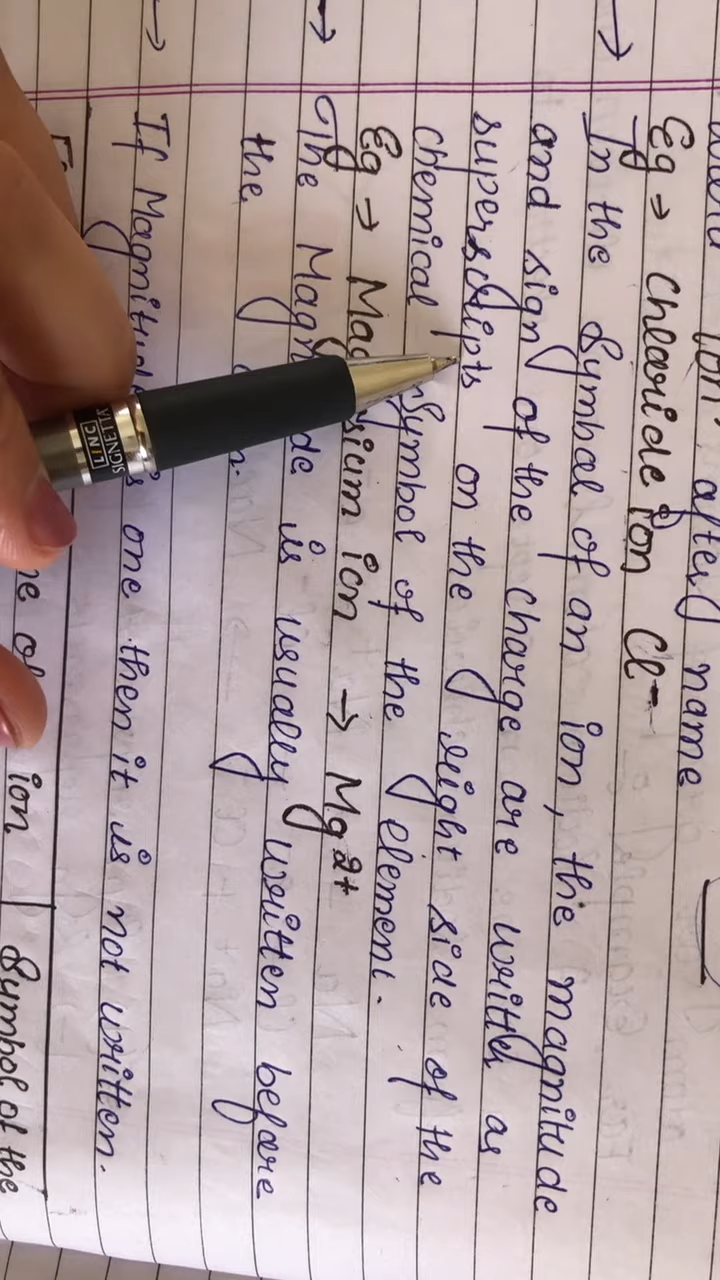 ion after name
Eg → Chloride ion Cl⁻
→ In the Symbol of an ion, the magnitude
and sign of the charge are written as
superscripts on the right side of the
chemical Symbol of the element.
Eg → Magnesium ion → Mg²⁺
→ The Magnitude is usually written before
the
→ If Magnitude is one then it is not written.
ion Symbol of the
LINC
SIGNETTA